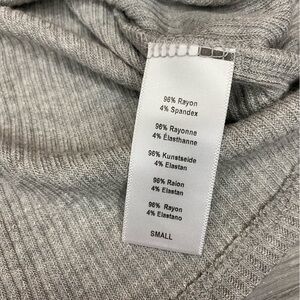 96% Rayon
4% Spandex
96% Rayonne
4% Élasthanne
96% Kunstseide
4% Elastan
96% Raion
4% Elastan
96% Rayon
4% Elastano
SMALL